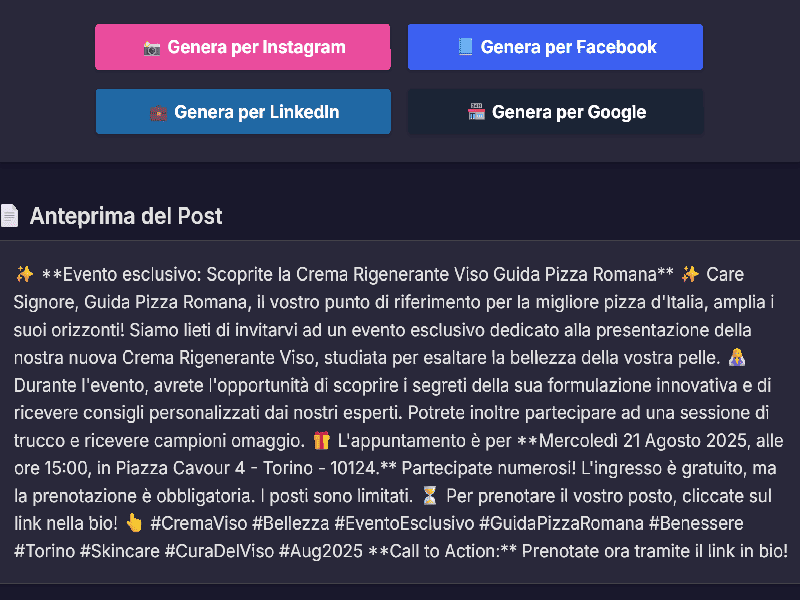 📷 Genera per Instagram
📘 Genera per Facebook
💼 Genera per LinkedIn
🏪 Genera per Google
📄 Anteprima del Post
✨ **Evento esclusivo: Scoprite la Crema Rigenerante Viso Guida Pizza Romana** ✨ Care
Signore, Guida Pizza Romana, il vostro punto di riferimento per la migliore pizza d'Italia, amplia i
suoi orizzonti! Siamo lieti di invitarvi ad un evento esclusivo dedicato alla presentazione della
nostra nuova Crema Rigenerante Viso, studiata per esaltare la bellezza della vostra pelle. 💆‍♀️
Durante l'evento, avrete l'opportunità di scoprire i segreti della sua formulazione innovativa e di
ricevere consigli personalizzati dai nostri esperti. Potrete inoltre partecipare ad una sessione di
trucco e ricevere campioni omaggio. 🎁 L'appuntamento è per **Mercoledì 21 Agosto 2025, alle
ore 15:00, in Piazza Cavour 4 - Torino - 10124.** Partecipate numerosi! L'ingresso è gratuito, ma
la prenotazione è obbligatoria. I posti sono limitati. ⏳ Per prenotare il vostro posto, cliccate sul
link nella bio! 👆 #CremaViso #Bellezza #EventoEsclusivo #GuidaPizzaRomana #Benessere
#Torino #Skincare #CuraDelViso #Aug2025 **Call to Action:** Prenotate ora tramite il link in bio!